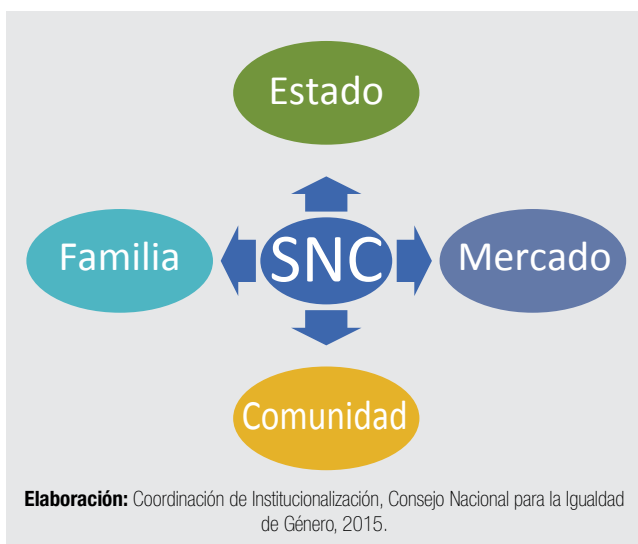 Estado
Familia
SNC
Mercado
Comunidad
Elaboración: Coordinación de Institucionalización, Consejo Nacional para la Igualdad
de Género, 2015.